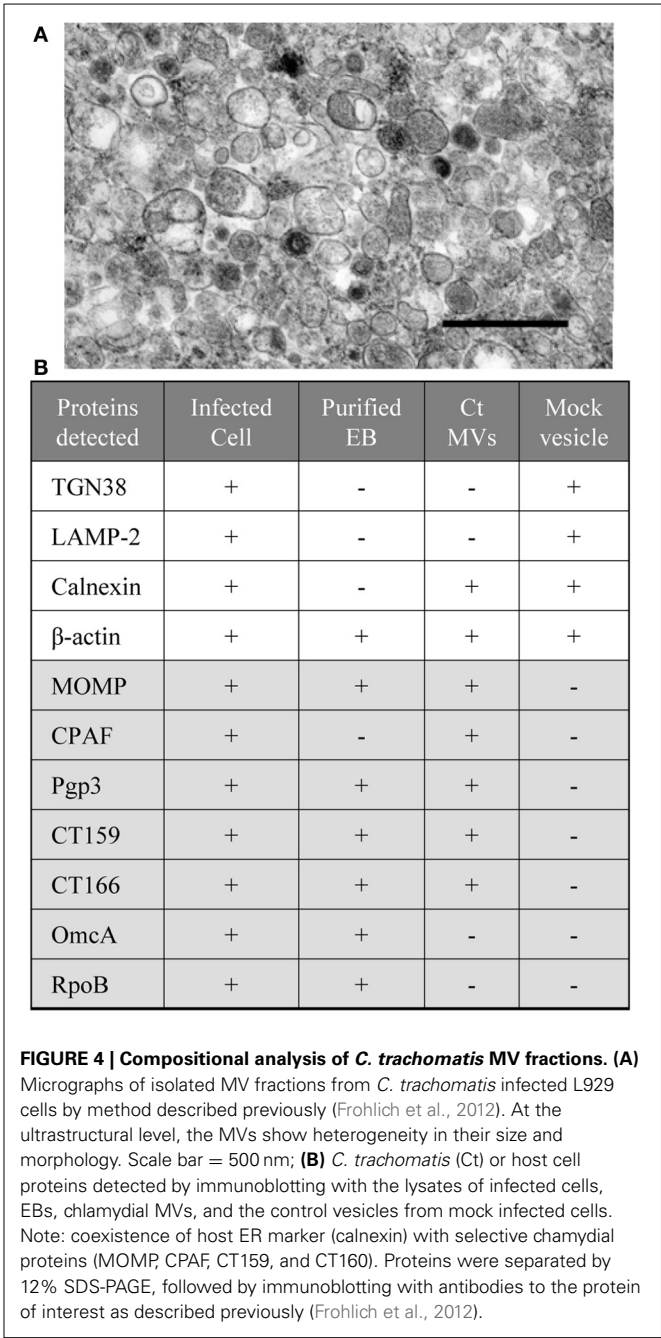 A
B
Proteins detected Infected Cell Purified EB Ct MVs Mock vesicle
TGN38 + - - +
LAMP-2 + - - +
Calnexin + - + +
β-actin + + + +
MOMP + + + -
CPAF + - + -
Pgp3 + + + -
CT159 + + + -
CT166 + + + -
OmcA + + - -
RpoB + + - -
FIGURE 4 | Compositional analysis of C. trachomatis MV fractions. (A)
Micrographs of isolated MV fractions from C. trachomatis infected L929
cells by method described previously (Frohlich et al., 2012). At the
ultrastructural level, the MVs show heterogeneity in their size and
morphology. Scale bar = 500 nm; (B) C. trachomatis (Ct) or host cell
proteins detected by immunoblotting with the lysates of infected cells,
EBs, chlamydial MVs, and the control vesicles from mock infected cells.
Note: coexistence of host ER marker (calnexin) with selective chamydial
proteins (MOMP, CPAF, CT159, and CT160). Proteins were separated by
12% SDS-PAGE, followed by immunoblotting with antibodies to the protein
of interest as described previously (Frohlich et al., 2012).